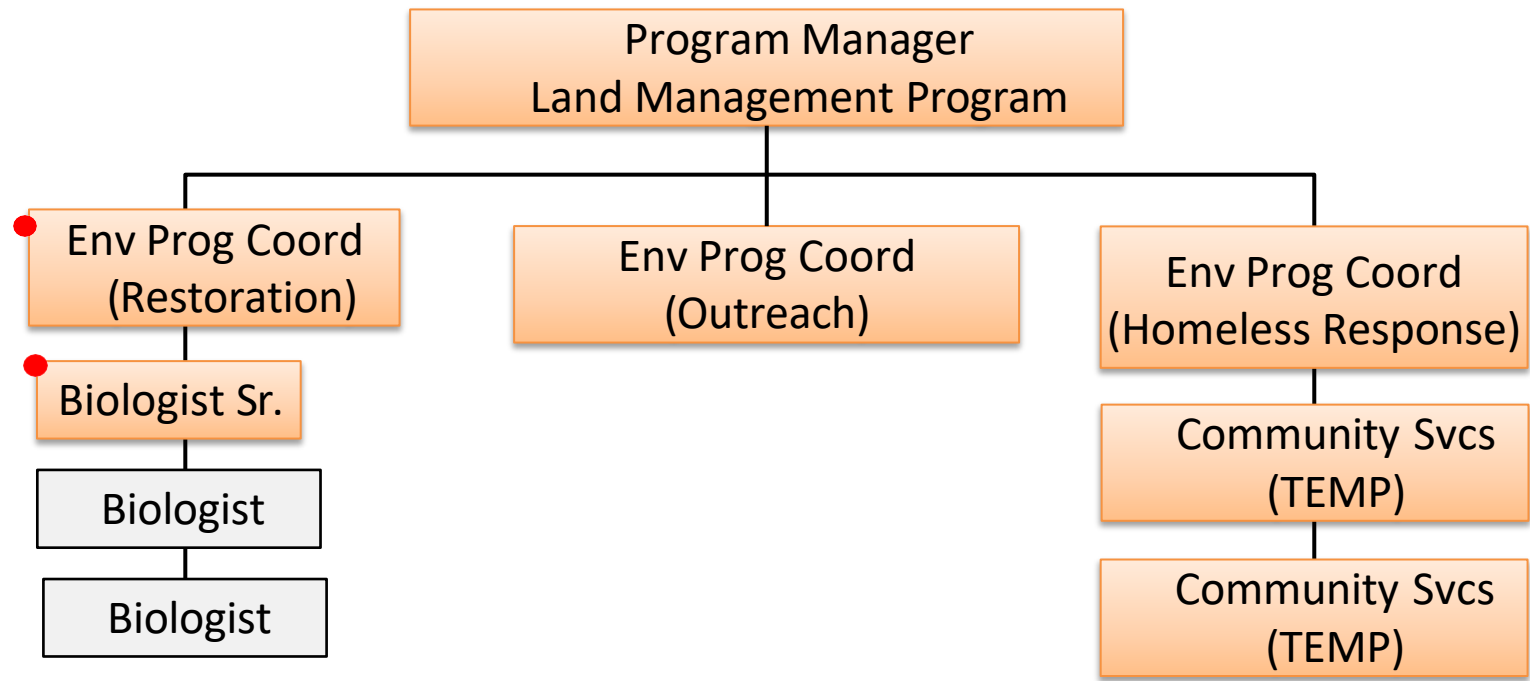 Program Manager
Land Management Program
Env Prog Coord
(Restoration)
Biologist Sr.
Biologist
Biologist
Env Prog Coord
(Outreach)
Env Prog Coord
(Homeless Response)
Community Svcs
(TEMP)
Community Svcs
(TEMP)